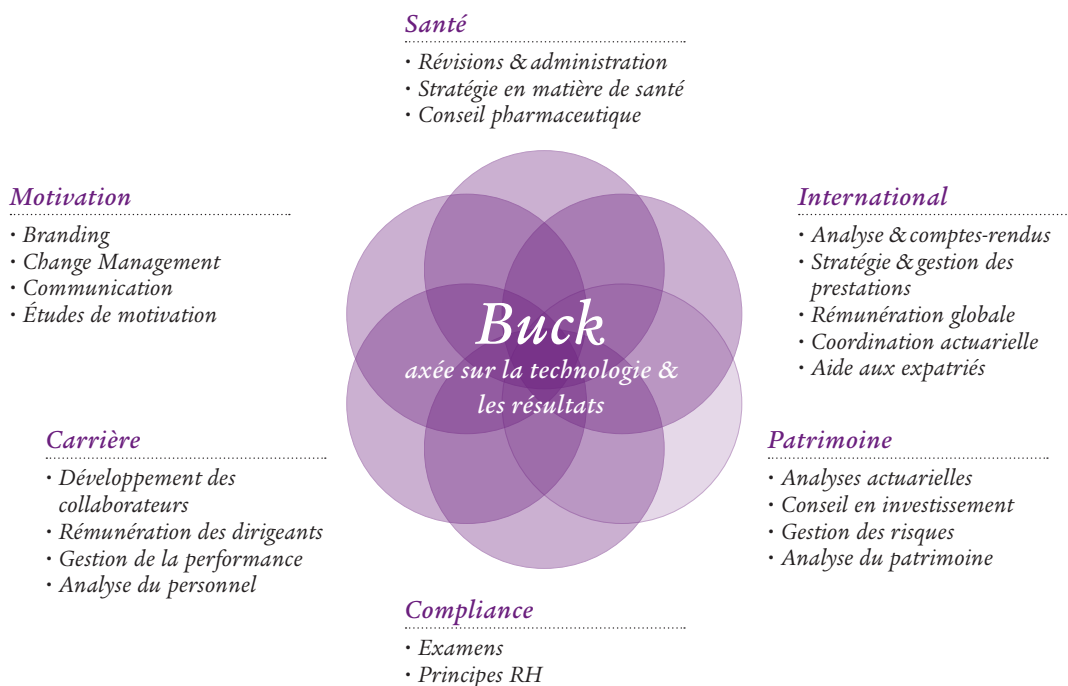 Santé
· Révisions & administration
· Stratégie en matière de santé
· Conseil pharmaceutique
Motivation
· Branding
· Change Management
· Communication
· Études de motivation
International
· Analyse & comptes-rendus
· Stratégie & gestion des
prestations
· Rémunération globale
· Coordination actuarielle
· Aide aux expatriés
Buck
axée sur la technologie &
les résultats
Carrière
· Développement des
collaborateurs
· Rémunération des dirigeants
· Gestion de la performance
· Analyse du personnel
Patrimoine
· Analyses actuarielles
· Conseil en investissement
· Gestion des risques
· Analyse du patrimoine
Compliance
· Examens
· Principes RH